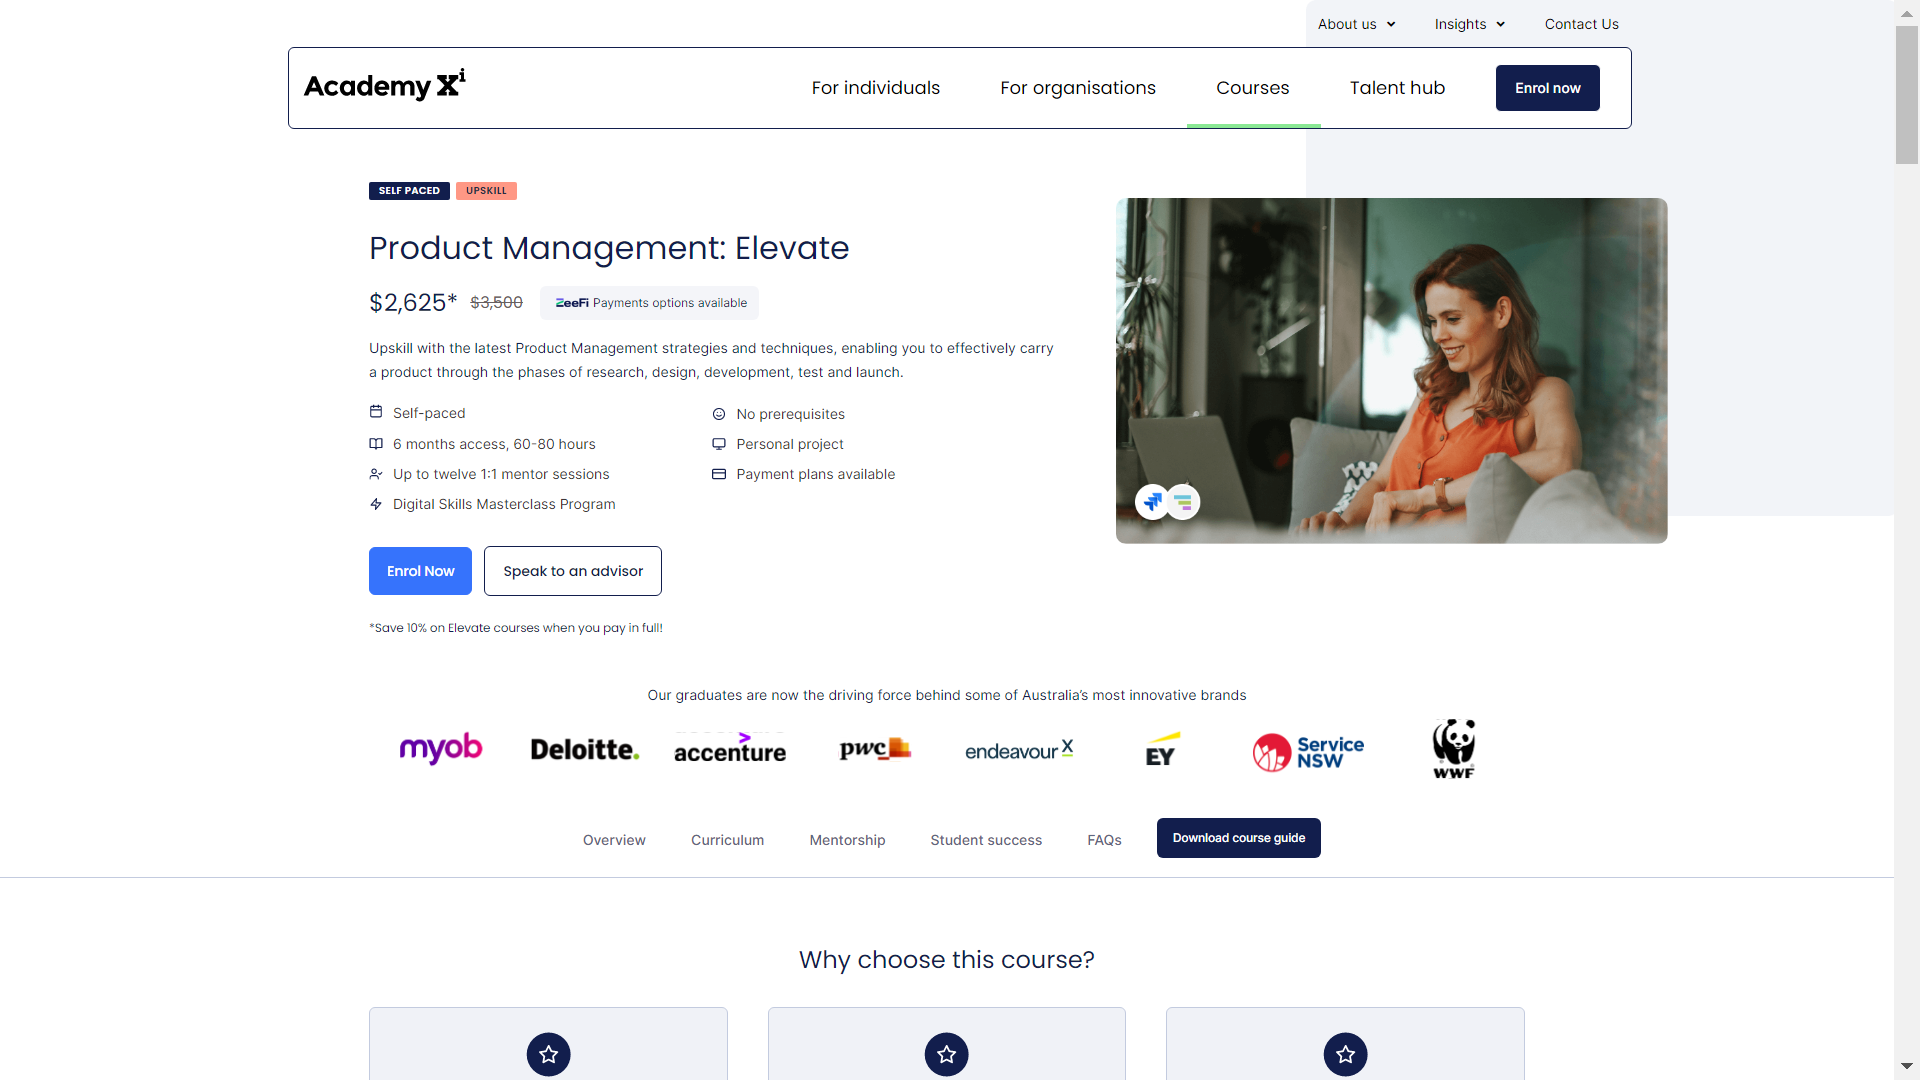 About us
Insights
Contact Us
Academy Xi
For individuals
For organisations
Courses
Talent hub
Enrol now
SELF PACED
UPSKILL
Product Management: Elevate
$2,625* $3,500
ZeeFi Payments options available
Upskill with the latest Product Management strategies and techniques, enabling you to effectively carry
a product through the phases of research, design, development, test and launch.
Self-paced
6 months access, 60-80 hours
Up to twelve 1:1 mentor sessions
Digital Skills Masterclass Program
No prerequisites
Personal project
Payment plans available
Enrol Now
Speak to an advisor
*Save 10% on Elevate courses when you pay in full!
Our graduates are now the driving force behind some of Australia's most innovative brands
myob
Deloitte.
accenture
pwc
endeavour X
EY
Service
NSW
WWF
Overview
Curriculum
Mentorship
Student success
FAQs
Download course guide
Why choose this course?